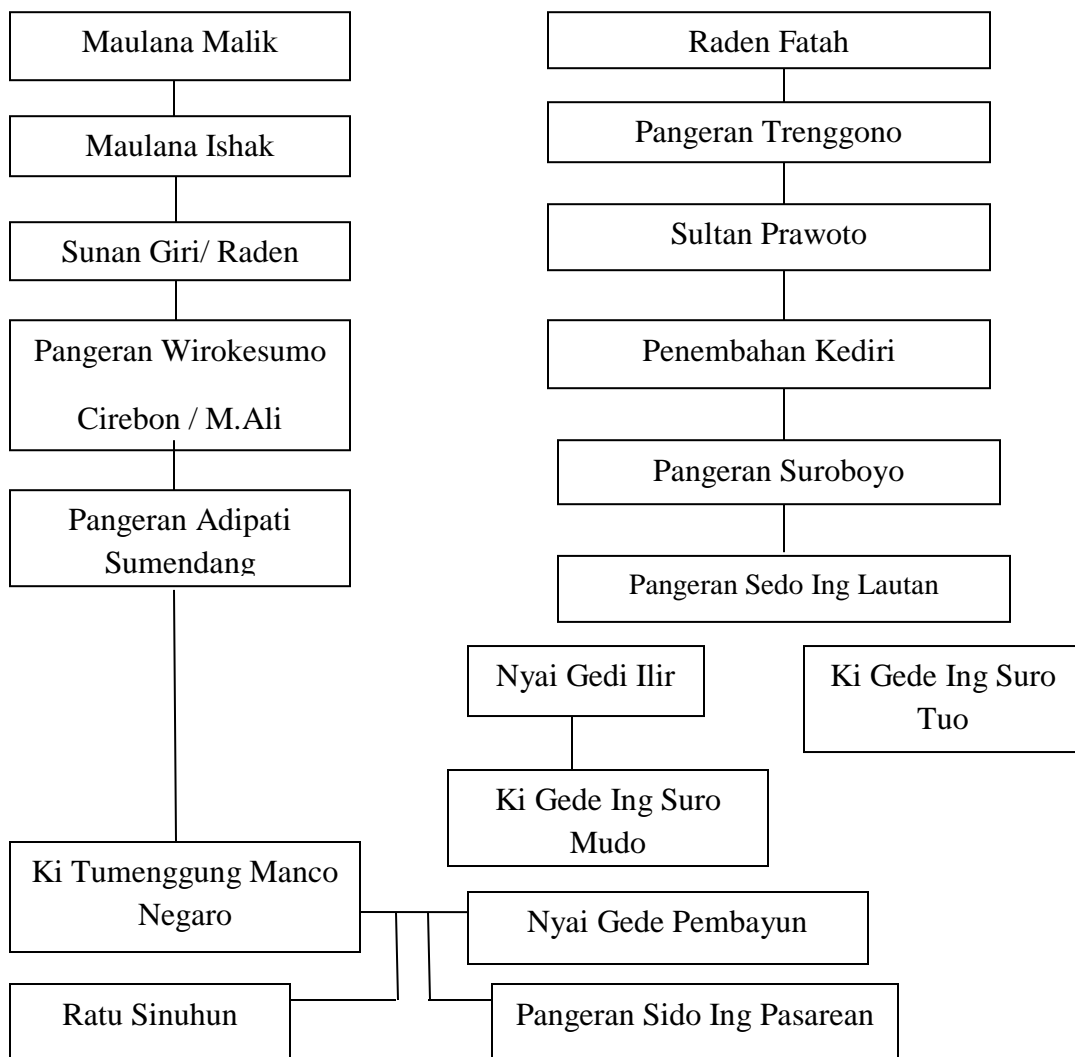 Maulana Malik
Raden Fatah
Pangeran Trenggono
Maulana Ishak
Sunan Giri/ Raden
Sultan Prawoto
Pangeran Wirokesumo
Cirebon / M.Ali
Penembahan Kediri
Pangeran Suroboyo
Pangeran Adipati
Sumendang
Pangeran Sedo Ing Lautan
Nyai Gedi Ilir
Ki Gede Ing Suro
Tuo
Ki Gede Ing Suro
Mudo
Ki Tumenggung Manco
Negaro
Nyai Gede Pembayun
Ratu Sinuhun
Pangeran Sido Ing Pasarean